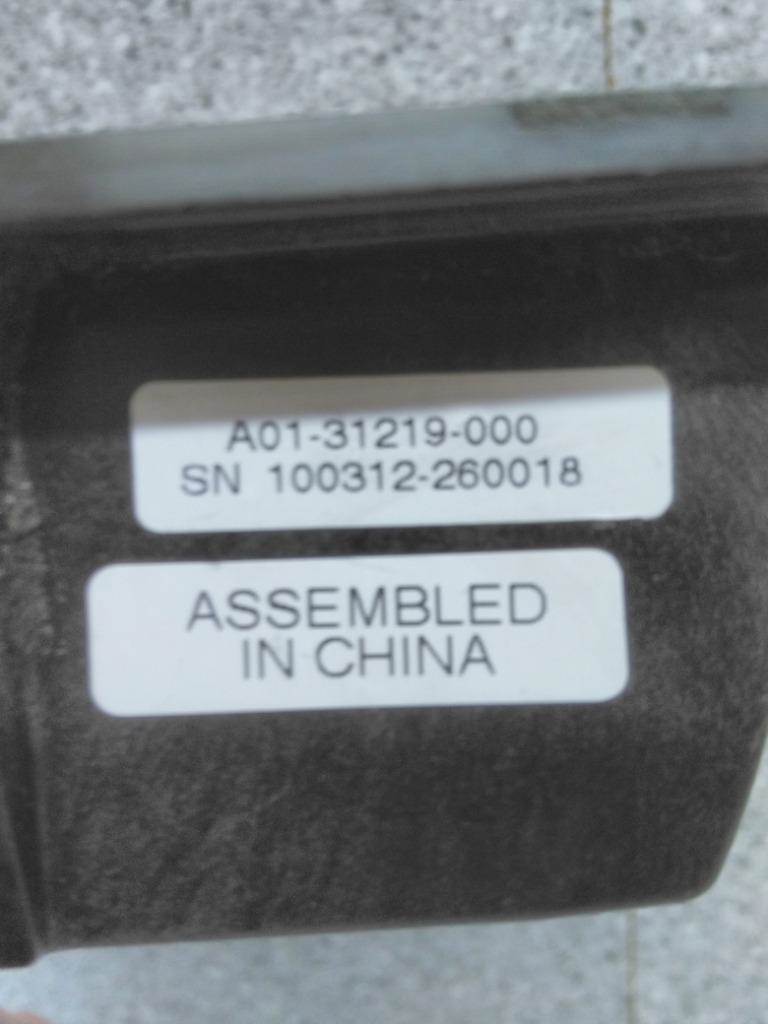 A01-31219-000
SN 100312-260018
ASSEMBLED
IN CHINA